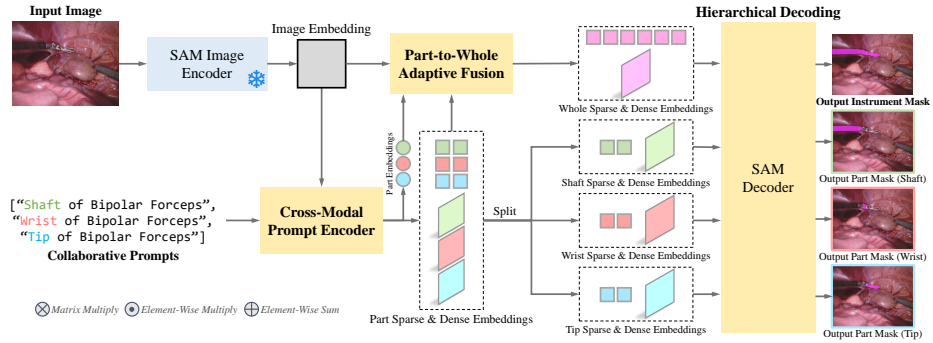 Input Image
SAM Image
Encoder
Image Embedding
Part-to-Whole
Adaptive Fusion
Hierarchical Decoding
Whole Sparse & Dense Embeddings
Output Instrument Mask
Part Embeddings
Shaft Sparse & Dense Embeddings
Output Part Mask (Shaft)
SAM
Decoder
["Shaft of Bipolar Forceps",
"Wrist of Bipolar Forceps",
"Tip of Bipolar Forceps"]
Collaborative Prompts
Cross-Modal
Prompt Encoder
Split
Wrist Sparse & Dense Embeddings
Output Part Mask (Wrist)
Matrix Multiply
Element-Wise Multiply
Element-Wise Sum
Part Sparse & Dense Embeddings
Tip Sparse & Dense Embeddings
Output Part Mask (Tip)